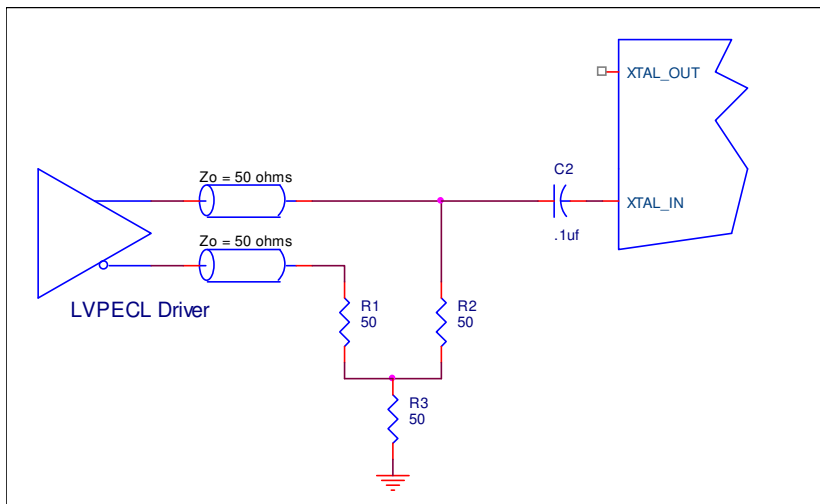 XTAL_OUT
Zo = 50 ohms
C2
XTAL_IN
.1uf
Zo = 50 ohms
LVPECL Driver
R1
50
R2
50
R3
50